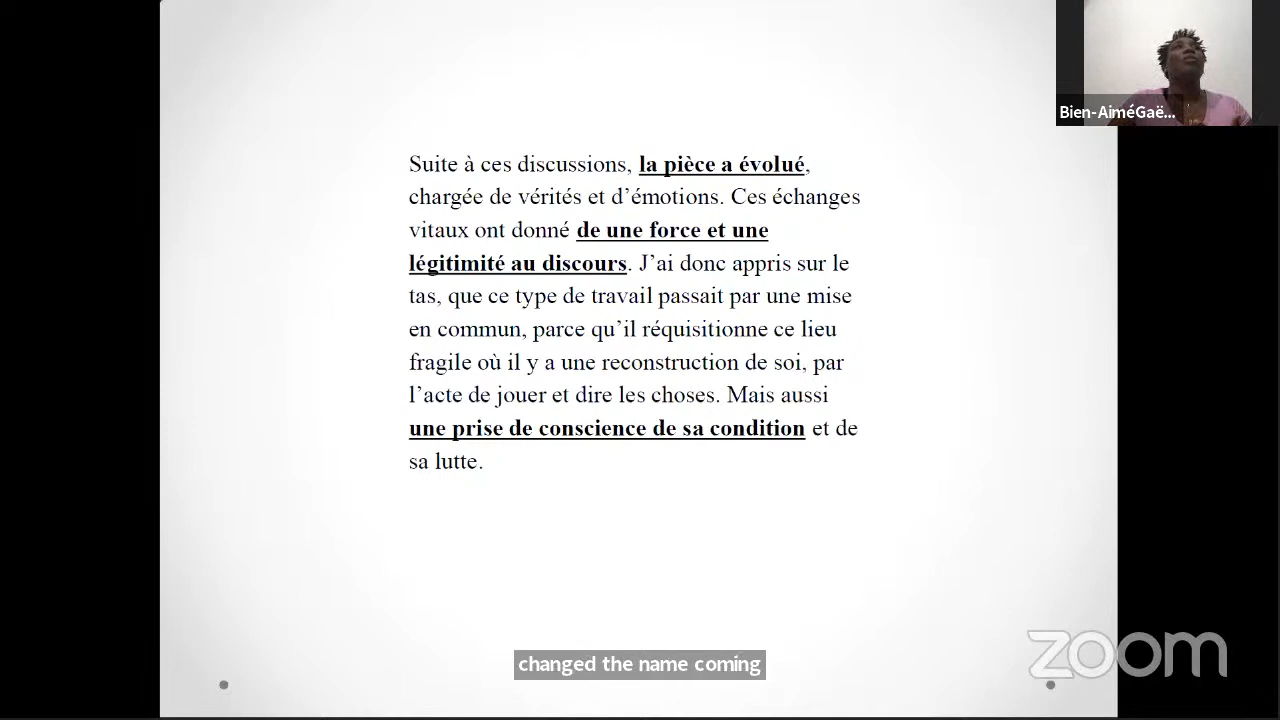 Bien-AiméGaë...
Suite à ces discussions, la pièce a évolué,
chargée de vérités et d’émotions. Ces échanges
vitaux ont donné de une force et une
légitimité au discours. J’ai donc appris sur le
tas, que ce type de travail passait par une mise
en commun, parce qu’il réquisitionne ce lieu
fragile où il y a une reconstruction de soi, par
l’acte de jouer et dire les choses. Mais aussi
une prise de conscience de sa condition et de
sa lutte.
changed the name coming
zoom